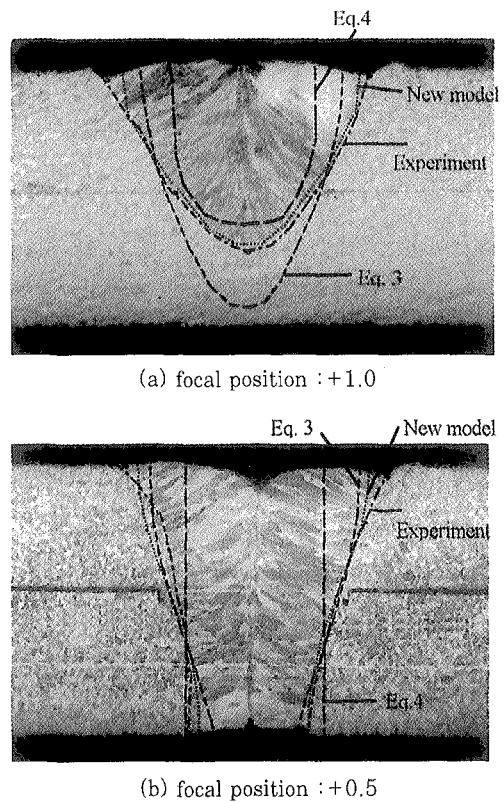 Eq.4
New model
Experiment
Eq. 3
(a) focal position :+1.0
Eq. 3
New model
Experiment
Eq.4
(b) focal position :+0.5